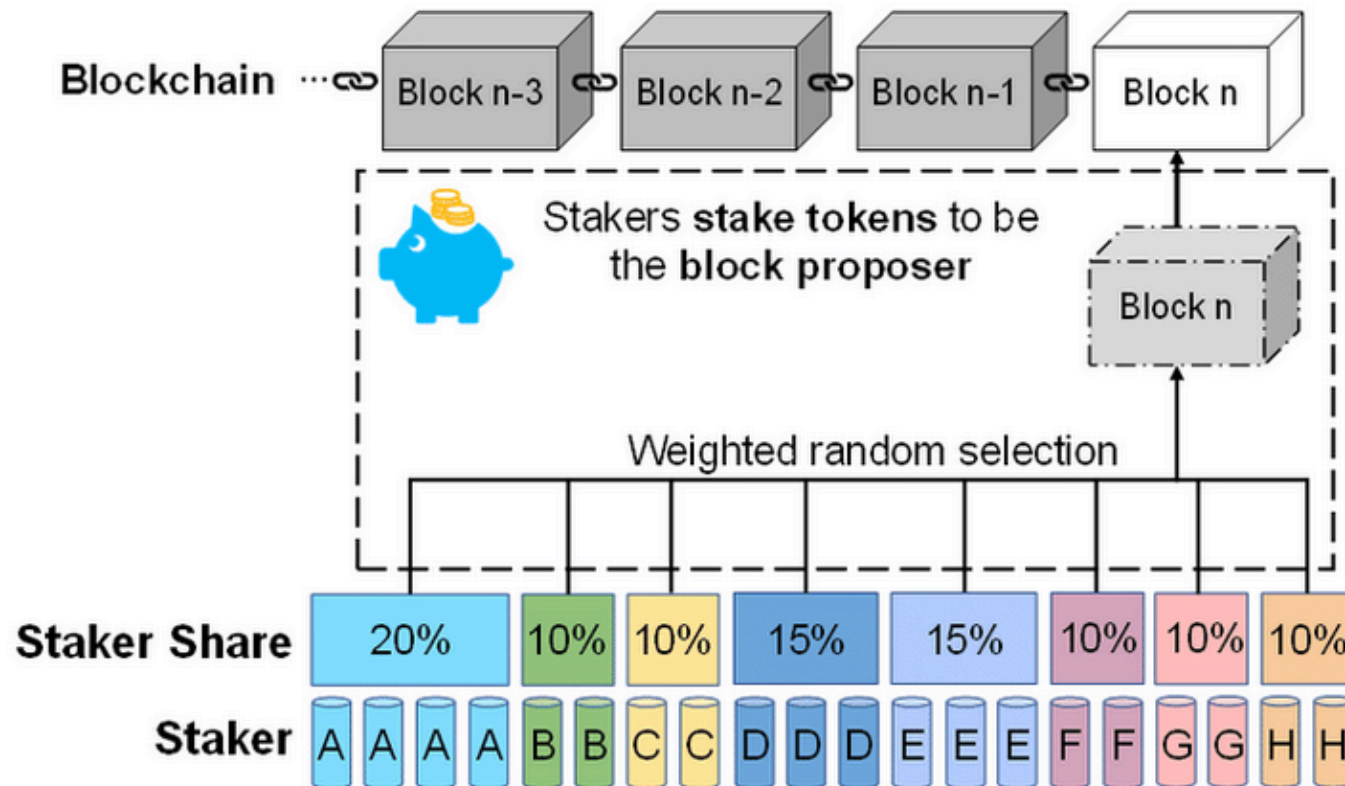 Blockchain ... Block n-3 Block n-2 Block n-1 Block n
Stakers stake tokens to be
the block proposer
Block n
Weighted random selection
Staker Share 20% 10% 10% 15% 15% 10% 10% 10%
Staker A A A A B B C C D D D E E E F F G G H H